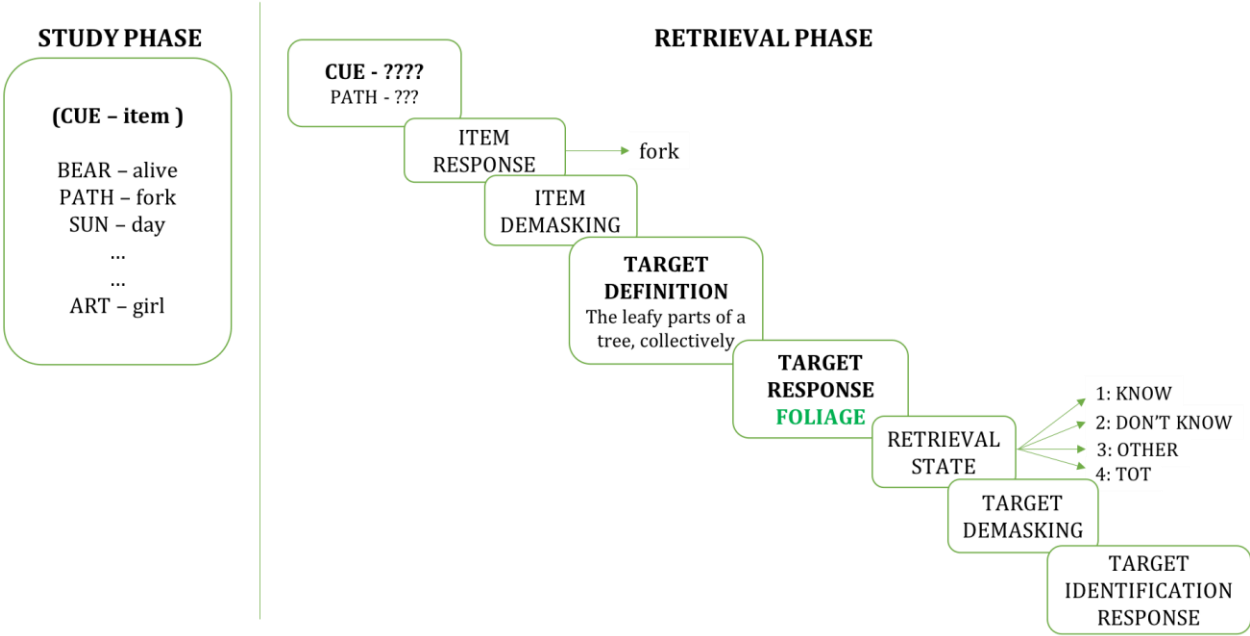 STUDY PHASE
(CUE – item )
BEAR – alive
PATH – fork
SUN – day
...
...
ART – girl
RETRIEVAL PHASE
CUE - ????
PATH - ???
ITEM
RESPONSE
fork
ITEM
DEMASKING
TARGET
DEFINITION
The leafy parts of a
tree, collectively
TARGET
RESPONSE
FOLIAGE
RETRIEVAL
STATE
1: KNOW
2: DON'T KNOW
3: OTHER
4: TOT
TARGET
DEMASKING
TARGET
IDENTIFICATION
RESPONSE